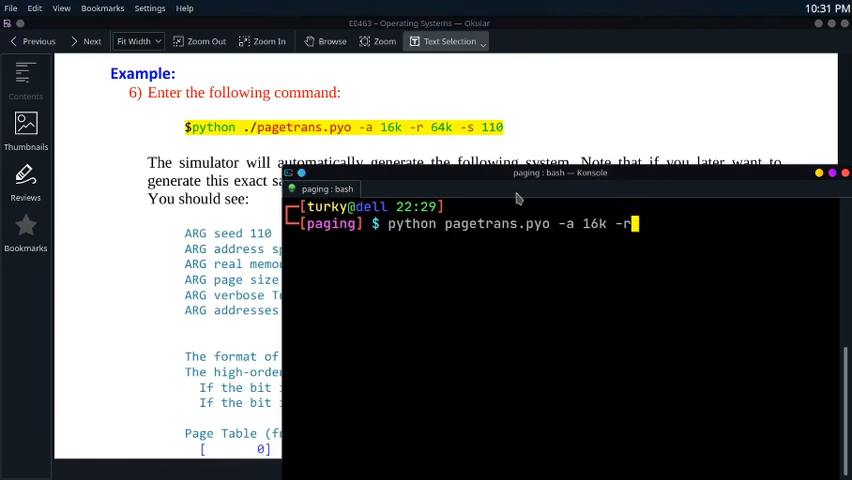 File Edit View Bookmarks Settings Help 10:31 PM
EE463 – Operating Systems — Okular
Previous Next Fit Width Zoom Out Zoom In Browse Zoom Text Selection
Contents
Thumbnails
Reviews
Bookmarks
Example:
6) Enter the following command:
$python ./pagetrans.pyo -a 16k -r 64k -s 110
The simulator will automatically generate the following system. Note that if you later want to
generate this exact sa
You should see:
ARG seed 110
ARG address sp
ARG real memor
ARG page size
ARG verbose Tr
ARG addresses
The format of
The high-orde
If the bit
If the bit
Page Table (fr
[ 0]
paging : bash — Konsole
paging : bash
[turky@dell 22:29]
[paging] $ python pagetrans.pyo -a 16k -r